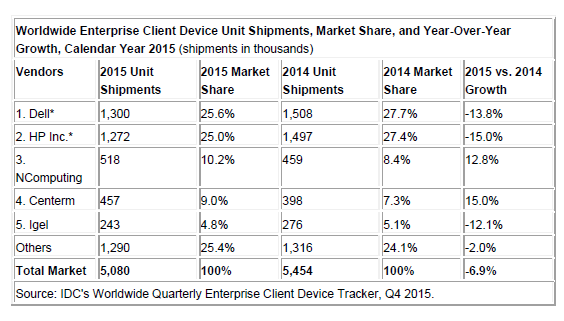 Worldwide Enterprise Client Device Unit Shipments, Market Share, and Year-Over-Year
Growth, Calendar Year 2015 (shipments in thousands)
Vendors 2015 Unit Shipments 2015 Market Share 2014 Unit Shipments 2014 Market Share 2015 vs. 2014 Growth
1. Dell* 1,300 25.6% 1,508 27.7% -13.8%
2. HP Inc.* 1,272 25.0% 1,497 27.4% -15.0%
3. NComputing 518 10.2% 459 8.4% 12.8%
4. Centerm 457 9.0% 398 7.3% 15.0%
5. Igel 243 4.8% 276 5.1% -12.1%
Others 1,290 25.4% 1,316 24.1% -2.0%
Total Market 5,080 100% 5,454 100% -6.9%
Source: IDC's Worldwide Quarterly Enterprise Client Device Tracker, Q4 2015.